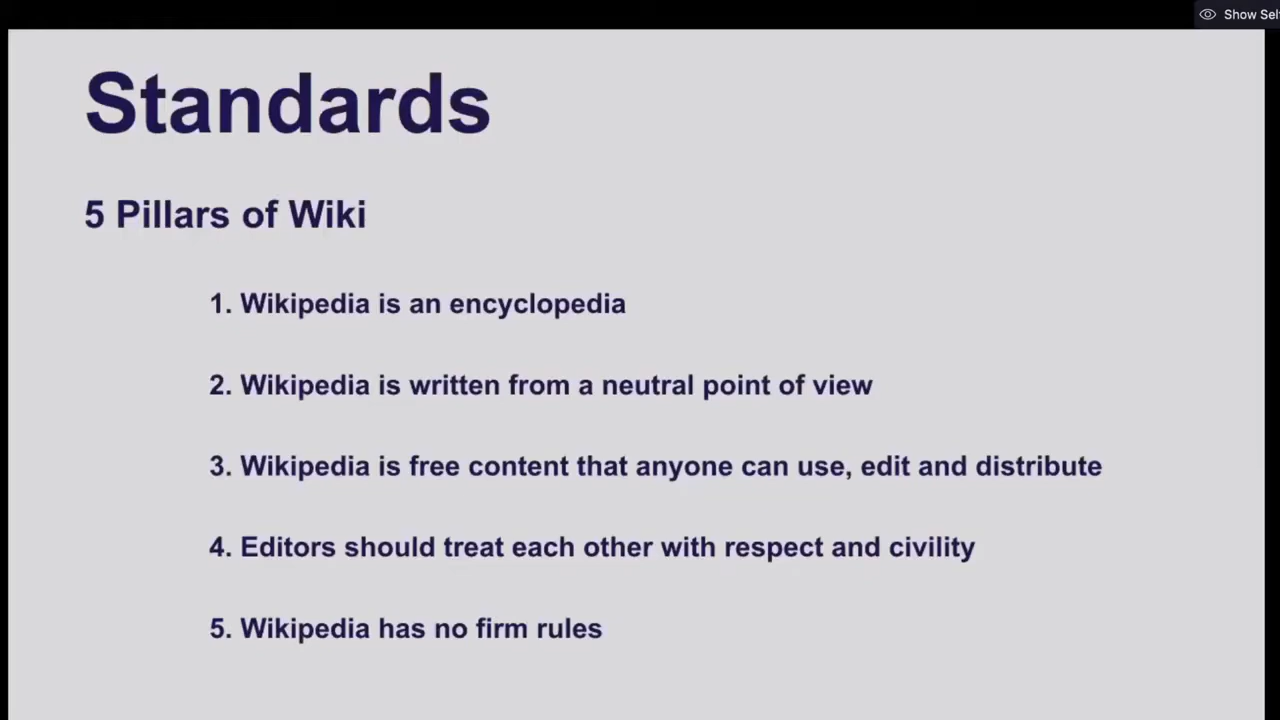 Show Self
Standards
5 Pillars of Wiki
1. Wikipedia is an encyclopedia
2. Wikipedia is written from a neutral point of view
3. Wikipedia is free content that anyone can use, edit and distribute
4. Editors should treat each other with respect and civility
5. Wikipedia has no firm rules